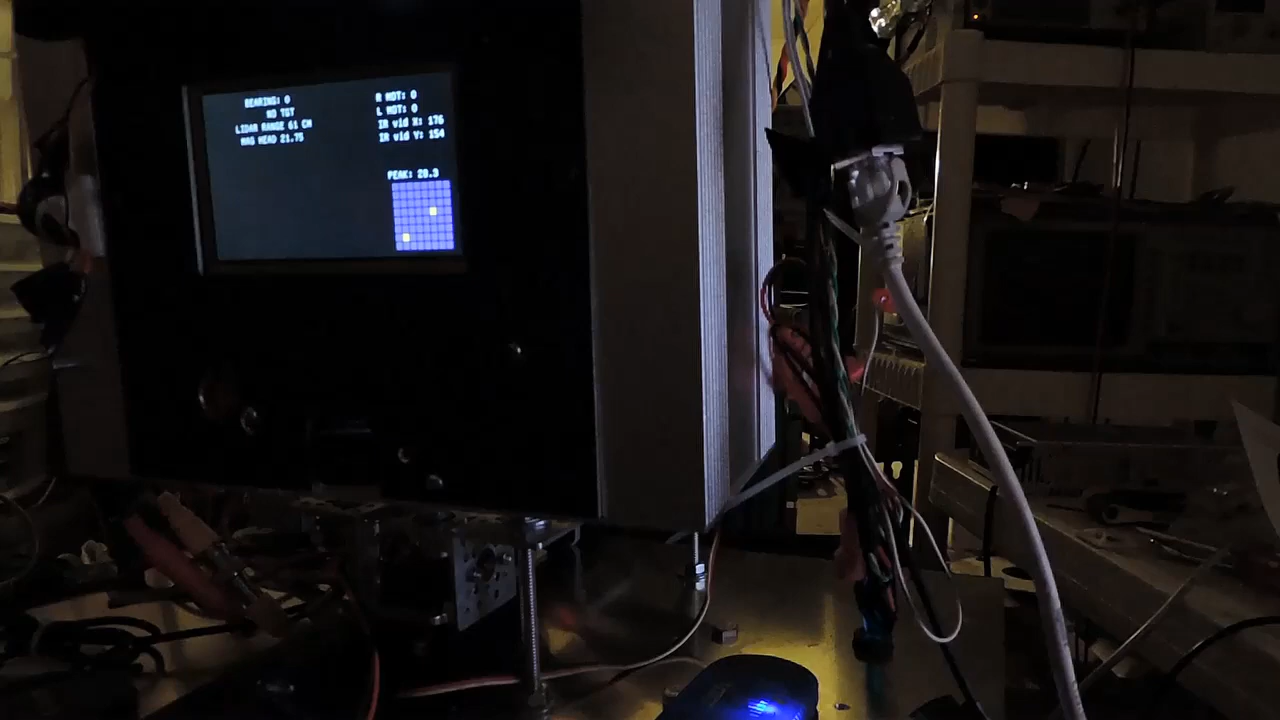 BEARING: 0
NO TGT
LIDAR RANGE 61 CM
MAG HEAD 21.75
R MOT: 0
L MOT: 0
IR vid X: 176
IR vid Y: 154
PEAK: 28.3